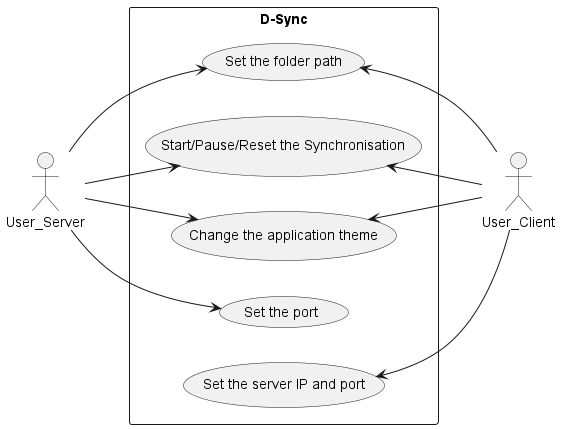 D-Sync
Set the folder path
Start/Pause/Reset the Synchronisation
User_Server
User_Client
Change the application theme
Set the port
Set the server IP and port